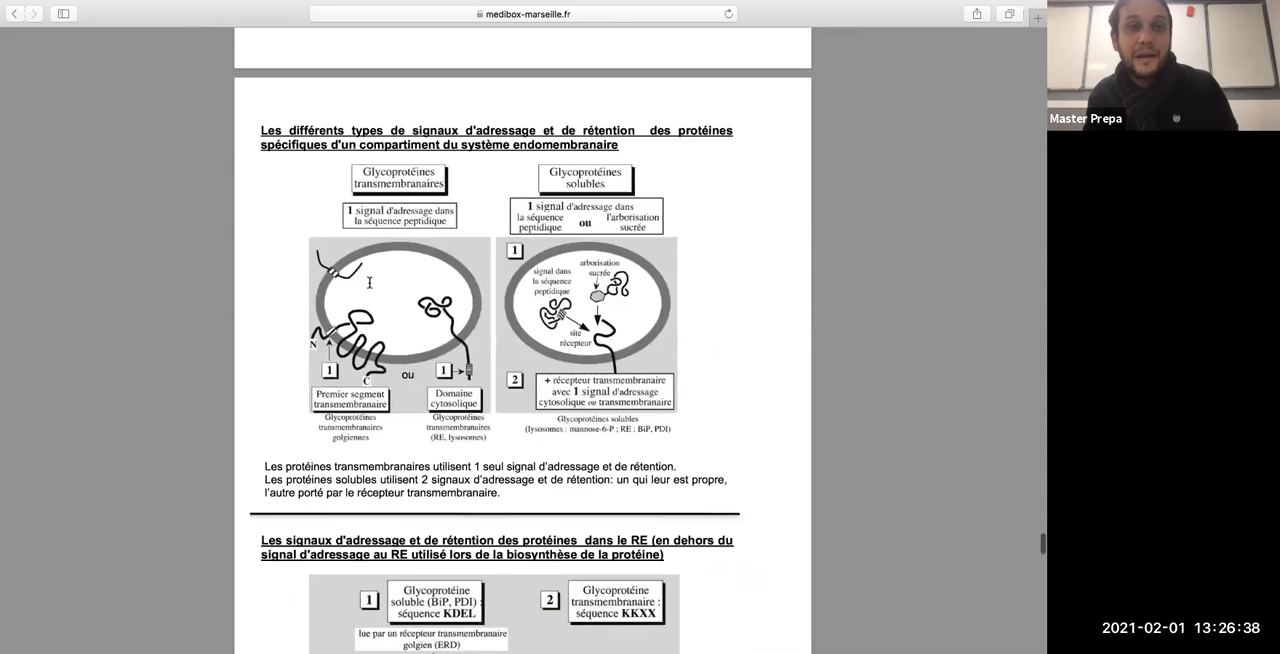 medibox-marseille.fr
Master Prepa
Les différents types de signaux d'adressage et de rétention des protéines
spécifiques d'un compartiment du système endomembranaire
Glycoprotéines
transmembranaires
Glycoprotéines
solubles
1 signal d'adressage dans
la séquence peptidique
1 signal d'adressage dans
la séquence
peptidique
ou
l'arborisation
sucrée
1
signal dans
la séquence
peptidique
arborisation
sucrée
site
récepteur
N
1
C
ou
1
2
+ récepteur transmembranaire
avec 1 signal d'adressage
cytosolique ou transmembranaire
Premier segment
transmembranaire
Domaine
cytosolique
Glycoprotéines
transmembranaires
golgiennes
Glycoprotéines
transmembranaires
(RE, lysosomes)
Glycoprotéines solubles
(lysosomes : mannose-6-P ; RE : BiP, PDI)
Les protéines transmembranaires utilisent 1 seul signal d'adressage et de rétention.
Les protéines solubles utilisent 2 signaux d'adressage et de rétention: un qui leur est propre,
l'autre porté par le récepteur transmembranaire.
Les signaux d'adressage et de rétention des protéines dans le RE (en dehors du
signal d'adressage au RE utilisé lors de la biosynthèse de la protéine)
1
Glycoprotéine
soluble (BiP, PDI) :
séquence KDEL
2
Glycoprotéine
transmembranaire :
séquence KKXX
lue par un récepteur transmembranaire
golgien (ERD)
2021-02-01 13:26:38